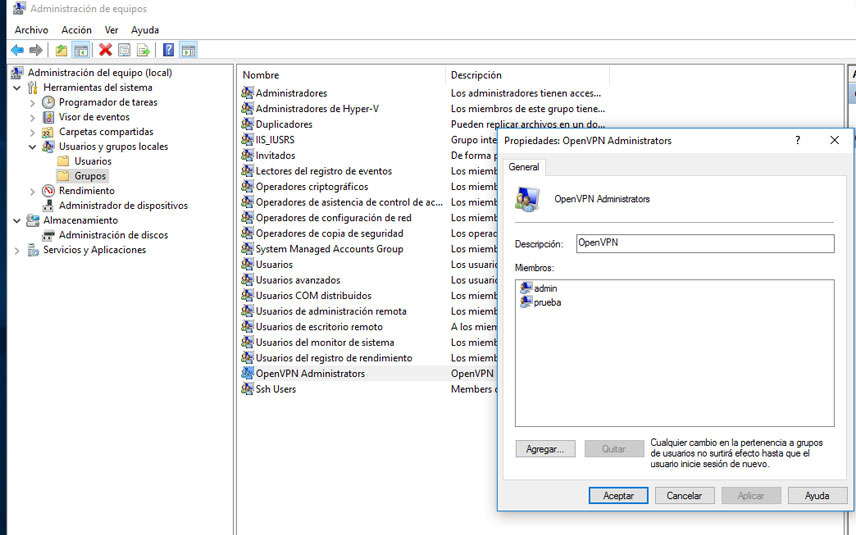 Administración de equipos
Archivo Acción Ver Ayuda
Administración del equipo (local)
Herramientas del sistema
Programador de tareas
Visor de eventos
Carpetas compartidas
Usuarios y grupos locales
Usuarios
Grupos
Rendimiento
Administrador de dispositivos
Almacenamiento
Administración de discos
Servicios y Aplicaciones
Nombre Descripción
Administradores Los administradores tienen acces...
Administradores de Hyper-V Los miembros de este grupo tiene...
Duplicadores Pueden replicar archivos en un do...
IIS_IUSRS Grupo inte
Invitados De forma p
Lectores del registro de eventos Los miemb
Operadores criptográficos Los miemb
Operadores de asistencia de control de ac... Los miemb
Operadores de configuración de red Los miemb
Operadores de copia de seguridad Los operad
System Managed Accounts Group Los miemb
Usuarios Los usuari
Usuarios avanzados Los usuari
Usuarios COM distribuidos Los miemb
Usuarios de administración remota Los miemb
Usuarios de escritorio remoto A los miem
Usuarios del monitor de sistema Los miemb
Usuarios del registro de rendimiento Los miemb
OpenVPN Administrators OpenVPN
Ssh Users Members
Propiedades: OpenVPN Administrators ?
General
OpenVPN Administrators
Descripción: OpenVPN
Miembros:
admin
prueba
Agregar... Quitar
Cualquier cambio en la pertenencia a grupos
de usuarios no surtirá efecto hasta que el
usuario inicie sesión de nuevo.
Aceptar Cancelar Aplicar Ayuda